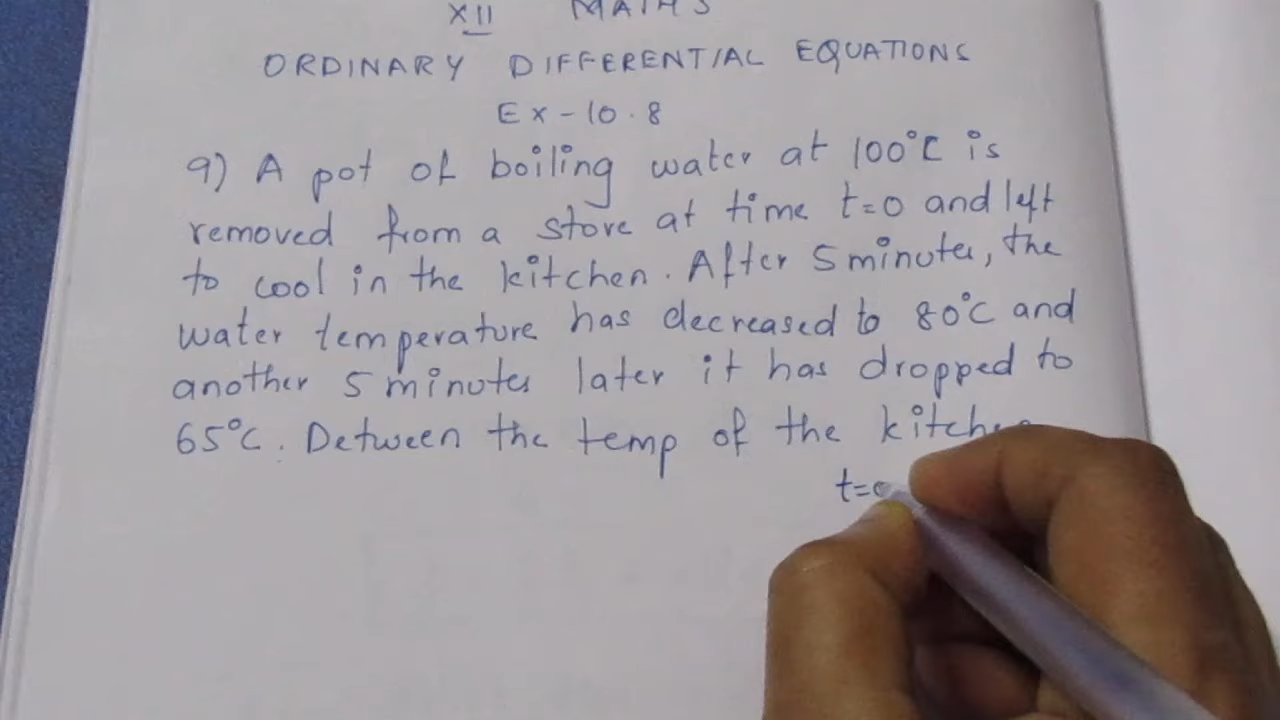 XII MATHS
ORDINARY DIFFERENTIAL EQUATIONS
Ex - 10.8
9) A pot of boiling water at 100°C is
removed from a stove at time t=0 and left
to cool in the kitchen. After 5 minutes, the
water temperature has decreased to 80°C and
another 5 minutes later it has dropped to
65°C. Detween the temp of the kitchen
t=0